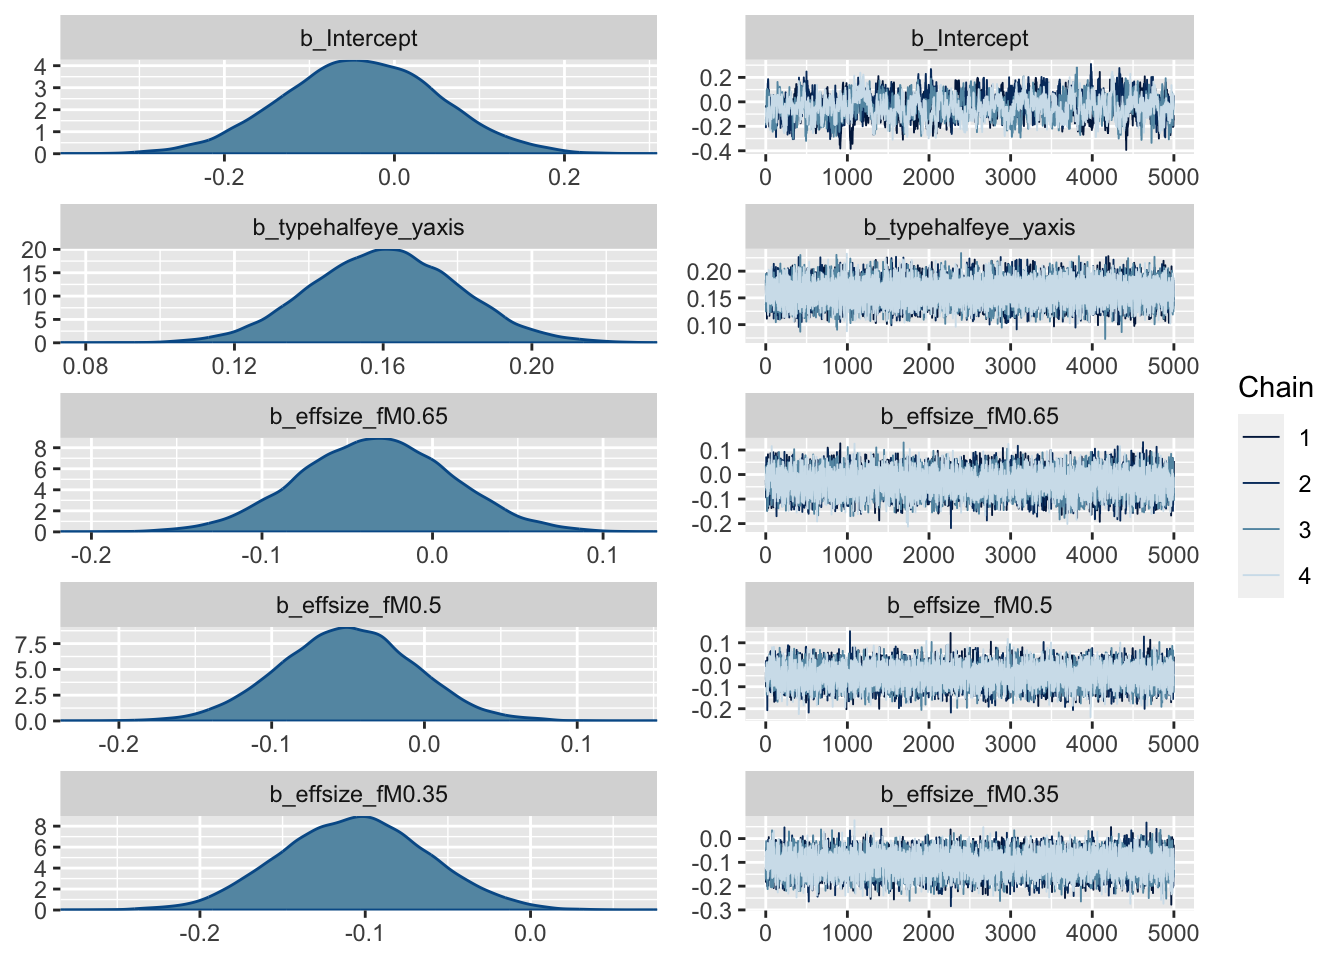 b_Intercept
4
3
2
1
0
-0.2 0.0 0.2
b_Intercept
0.2
0.0
-0.2
-0.4
0 1000 2000 3000 4000 5000
b_typehalfeye_yaxis
20
15
10
5
0
0.08 0.12 0.16 0.20
b_typehalfeye_yaxis
0.20
0.15
0.10
0 1000 2000 3000 4000 5000
b_effsize_fM0.65
8
6
4
2
0
-0.2 -0.1 0.0 0.1
b_effsize_fM0.65
0.1
0.0
-0.1
-0.2
0 1000 2000 3000 4000 5000
b_effsize_fM0.5
7.5
5.0
2.5
0.0
-0.2 -0.1 0.0 0.1
b_effsize_fM0.5
0.1
0.0
-0.1
-0.2
0 1000 2000 3000 4000 5000
b_effsize_fM0.35
8
6
4
2
0
-0.2 -0.1 0.0
b_effsize_fM0.35
0.0
-0.1
-0.2
-0.3
0 1000 2000 3000 4000 5000
Chain
1
2
3
4